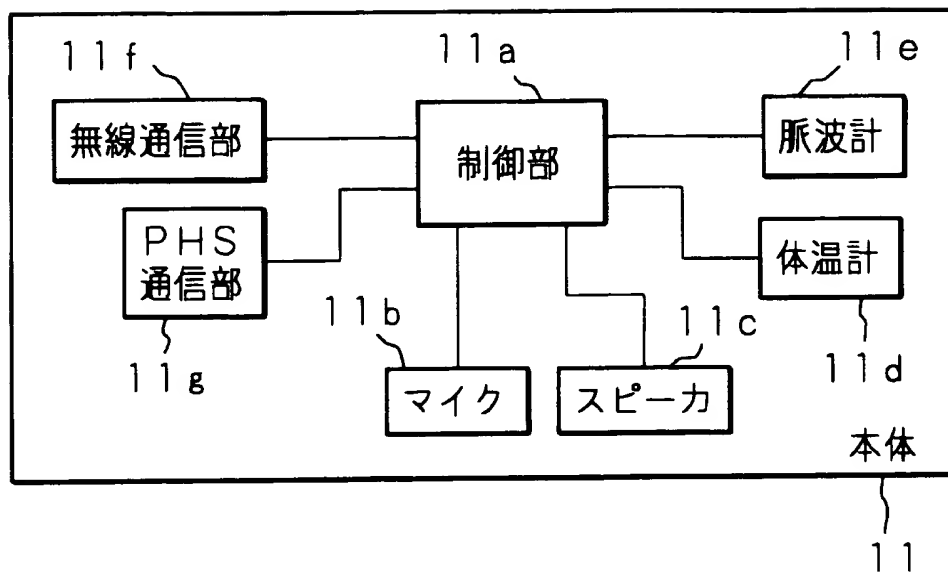 11f
11a
11e
無線通信部
制御部
脈波計
PHS
通信部
体温計
11b
11c
11g
11d
マイク
スピーカ
本体
11